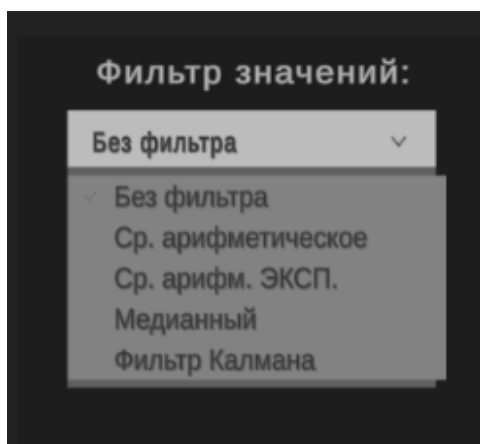 Фильтр значений:
Без фильтра
Без фильтра
Ср. арифметическое
Ср. арифм. ЭКСП.
Медианный
Фильтр Калмана